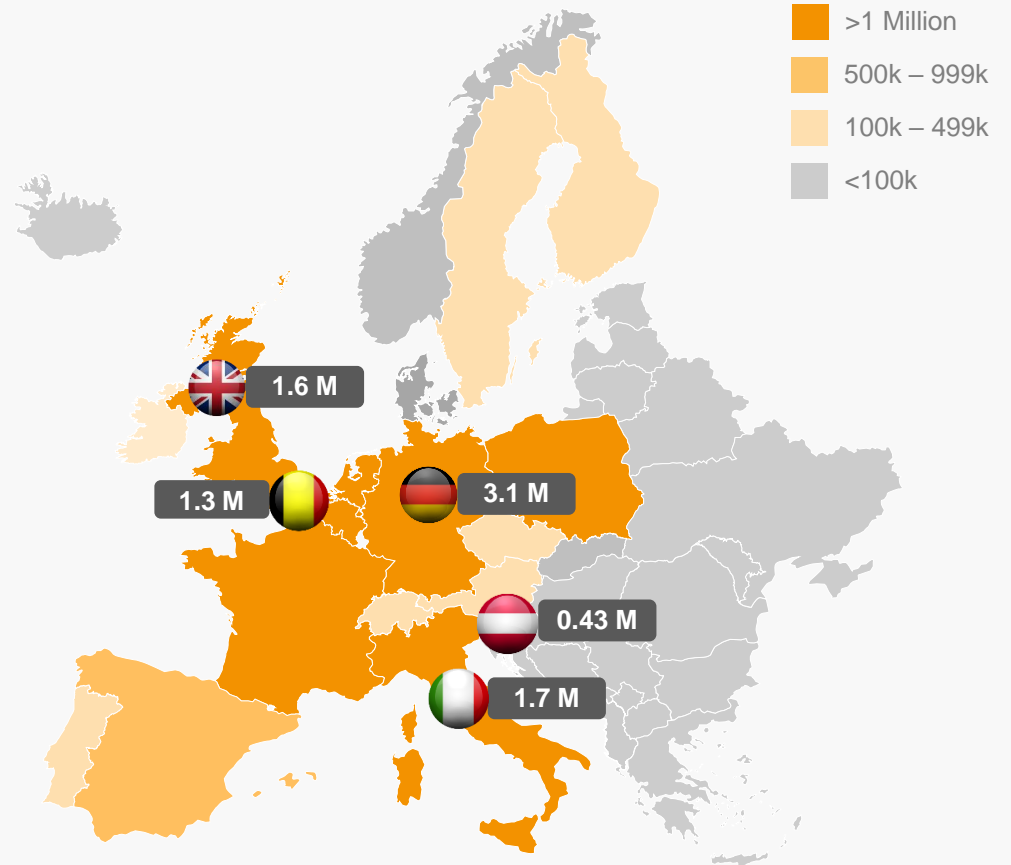 >1 Million
500k – 999k
100k – 499k
<100k
1.6 M
1.3 M
3.1 M
0.43 M
1.7 M